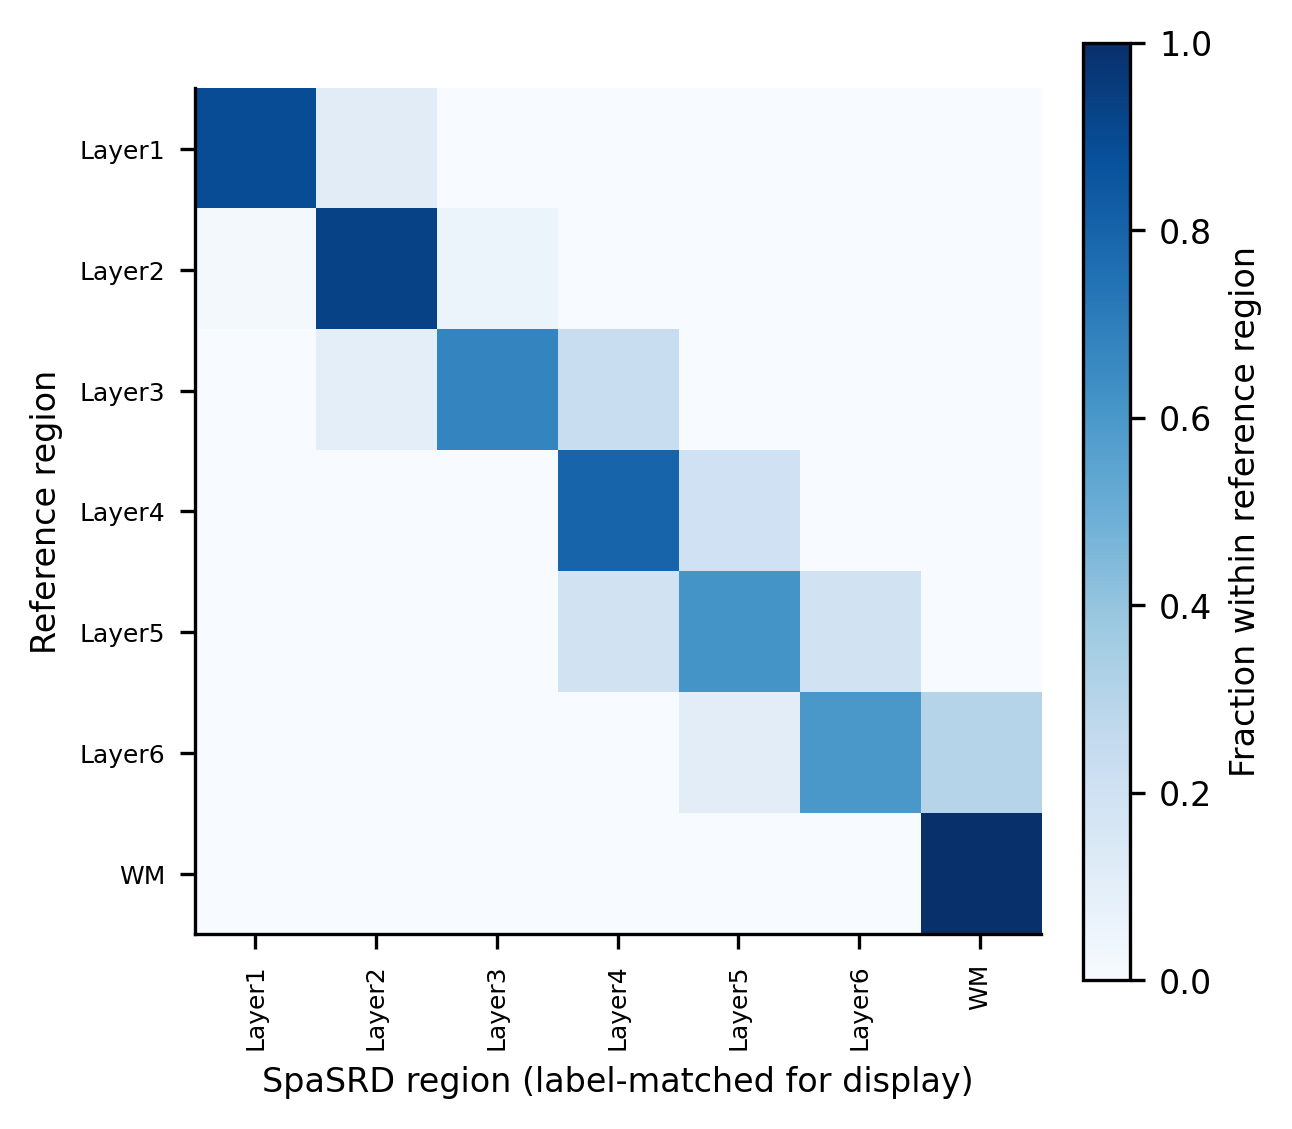 Layer1
Layer2
Layer3
Layer4
Layer5
Layer6
WM
Reference region
Layer1
Layer2
Layer3
Layer4
Layer5
Layer6
WM
SpaSRD region (label-matched for display)
1.0
0.8
0.6
0.4
0.2
0.0
Fraction within reference region